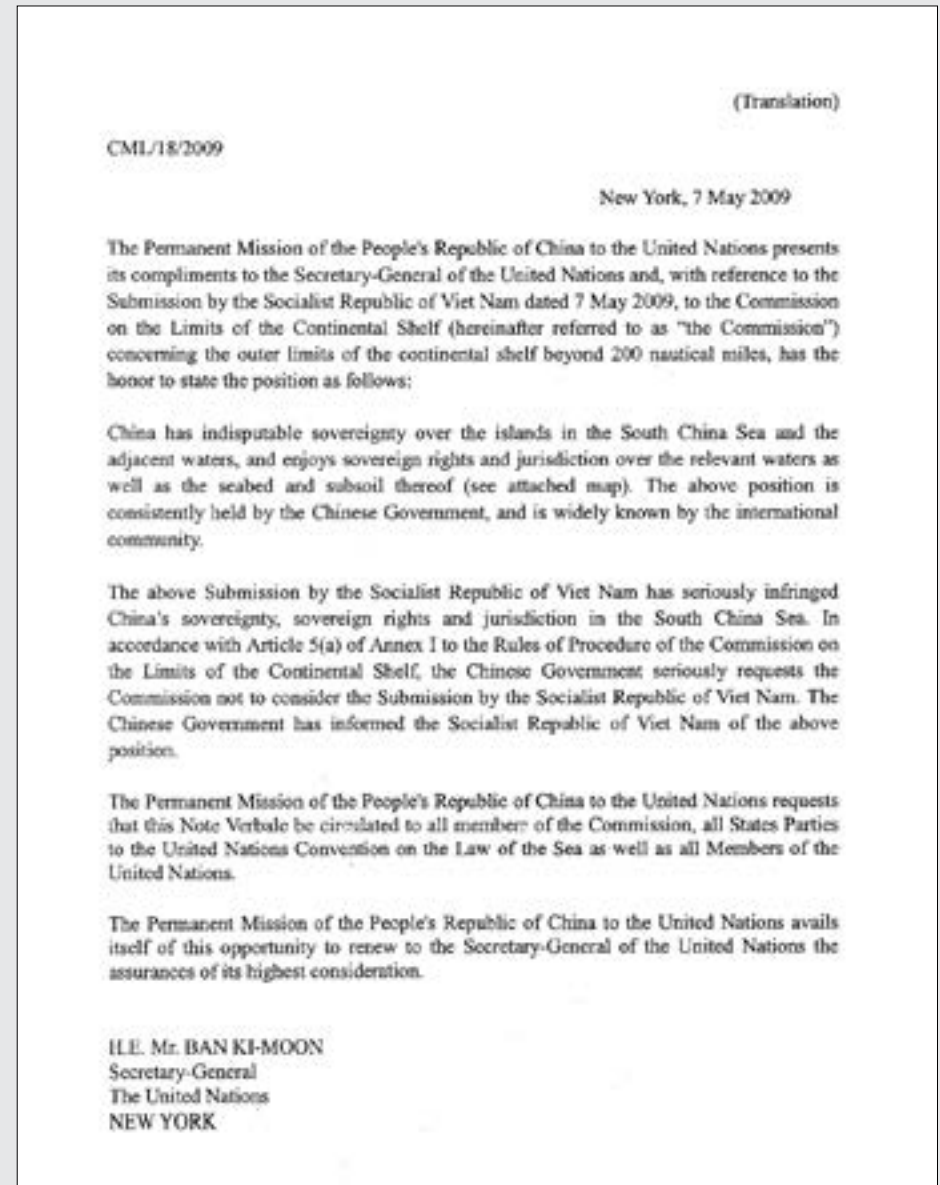 (Translation)
CML/18/2009
New York, 7 May 2009
The Permanent Mission of the People's Republic of China to the United Nations presents
its compliments to the Secretary-General of the United Nations and, with reference to the
Submission by the Socialist Republic of Viet Nam dated 7 May 2009, to the Commission
on the Limits of the Continental Shelf (hereinafter referred to as "the Commission")
concerning the outer limits of the continental shelf beyond 200 nautical miles, has the
honor to state the position as follows:
China has indisputable sovereignty over the islands in the South China Sea and the
adjacent waters, and enjoys sovereign rights and jurisdiction over the relevant waters as
well as the seabed and subsoil thereof (see attached map). The above position is
consistently held by the Chinese Government, and is widely known by the international
community.
The above Submission by the Socialist Republic of Viet Nam has seriously infringed
China's sovereignty, sovereign rights and jurisdiction in the South China Sea. In
accordance with Article 5(a) of Annex I to the Rules of Procedure of the Commission on
the Limits of the Continental Shelf, the Chinese Government seriously requests the
Commission not to consider the Submission by the Socialist Republic of Viet Nam. The
Chinese Government has informed the Socialist Republic of Viet Nam of the above
position.
The Permanent Mission of the People's Republic of China to the United Nations requests
that this Note Verbale be circulated to all members of the Commission, all States Parties
to the United Nations Convention on the Law of the Sea as well as all Members of the
United Nations.
The Permanent Mission of the People's Republic of China to the United Nations avails
itself of this opportunity to renew to the Secretary-General of the United Nations the
assurances of its highest consideration.
H.E. Mr. BAN KI-MOON
Secretary-General
The United Nations
NEW YORK